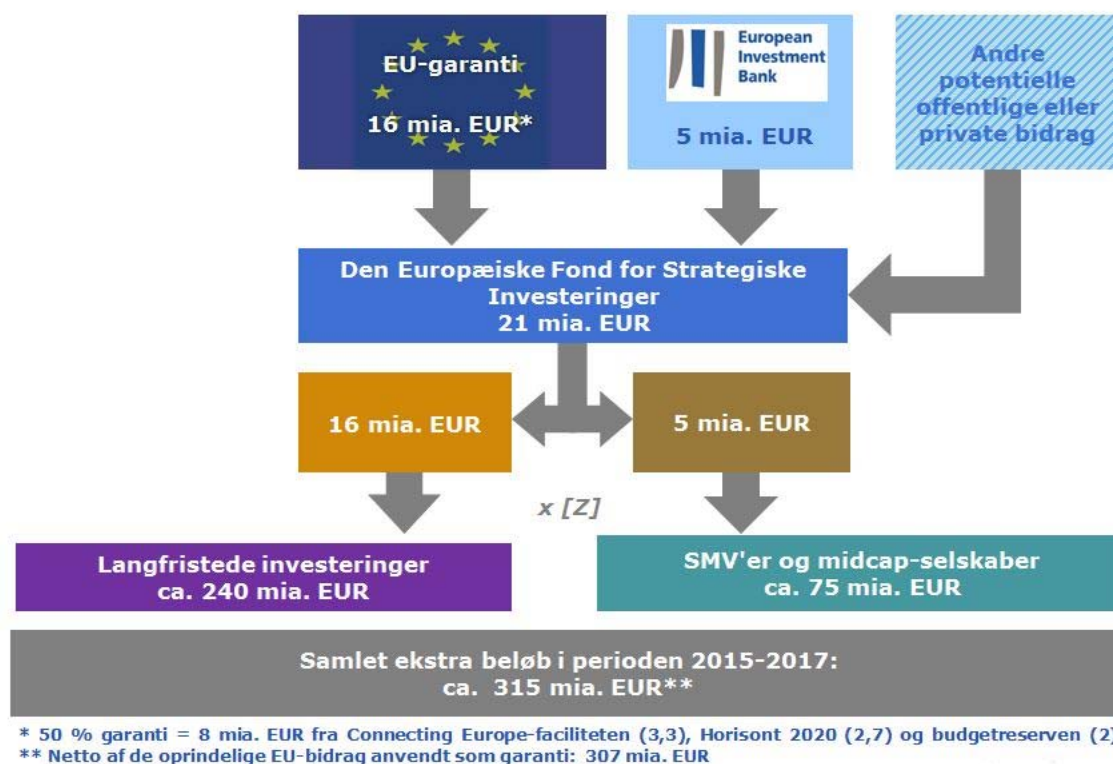 EU-garanti
16 mia. EUR*
European
Investment
Bank
5 mia. EUR
Andre
potentielle
offentlige eller
private bidrag
Den Europæiske Fond for Strategiske
Investeringer
21 mia. EUR
16 mia. EUR
5 mia. EUR
x [Z]
Langfristede investeringer
ca. 240 mia. EUR
SMV'er og midcap-selskaber
ca. 75 mia. EUR
Samlet ekstra beløb i perioden 2015-2017:
ca. 315 mia. EUR**
* 50 % garanti = 8 mia. EUR fra Connecting Europe-faciliteten (3,3), Horisont 2020 (2,7) og budgetreserven (2)
** Netto af de oprindelige EU-bidrag anvendt som garanti: 307 mia. EUR